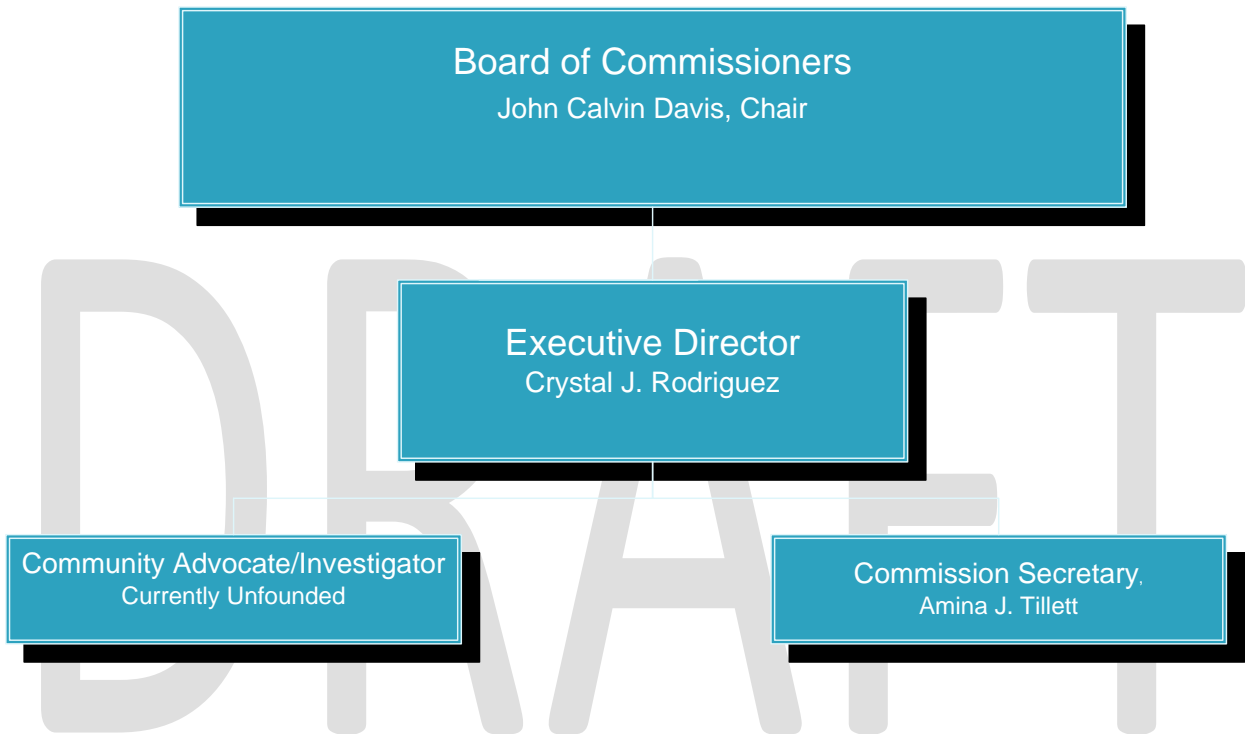 Board of Commissioners
John Calvin Davis, Chair
Executive Director
Crystal J. Rodriguez
Community Advocate/Investigator
Currently Unfounded
Commission Secretary,
Amina J. Tillett
DRAFT